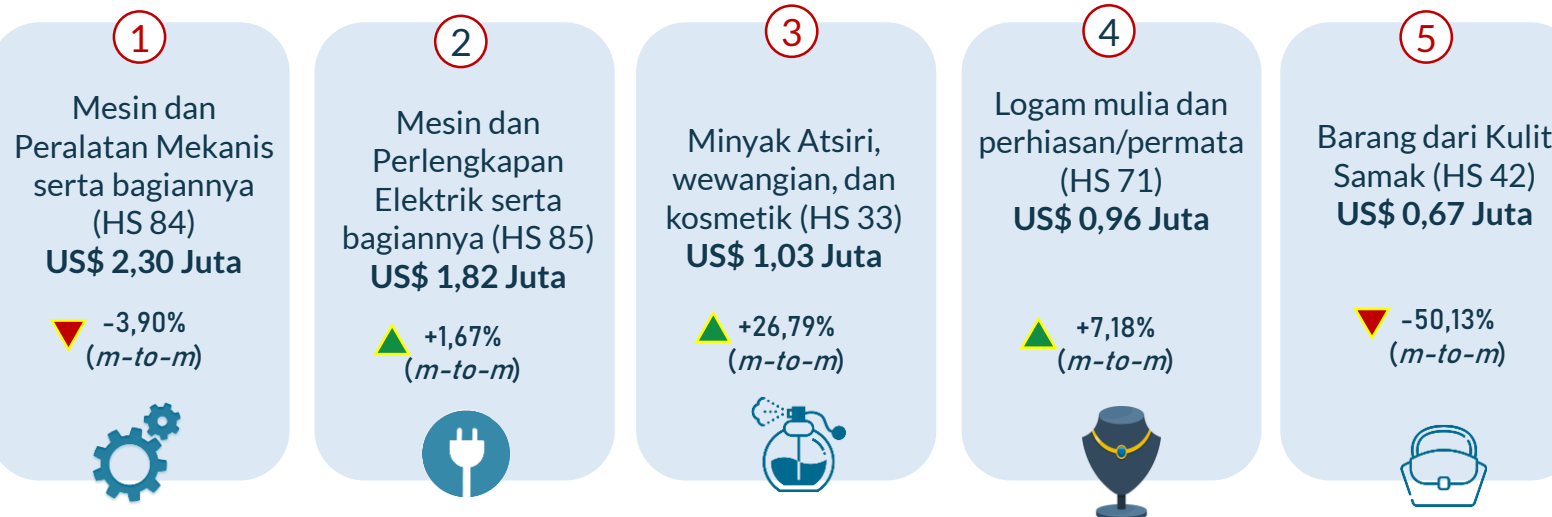 1
Mesin dan
Peralatan Mekanis
serta bagiannya
(HS 84)
US$ 2,30 Juta
-3,90%
(m-to-m)
2
Mesin dan
Perlengkapan
Elektrik serta
bagiannya (HS 85)
US$ 1,82 Juta
+1,67%
(m-to-m)
3
Minyak Atsiri,
wewangian, dan
kosmetik (HS 33)
US$ 1,03 Juta
+26,79%
(m-to-m)
4
Logam mulia dan
perhiasan/permata
(HS 71)
US$ 0,96 Juta
+7,18%
(m-to-m)
5
Barang dari Kulit
Samak (HS 42)
US$ 0,67 Juta
-50,13%
(m-to-m)